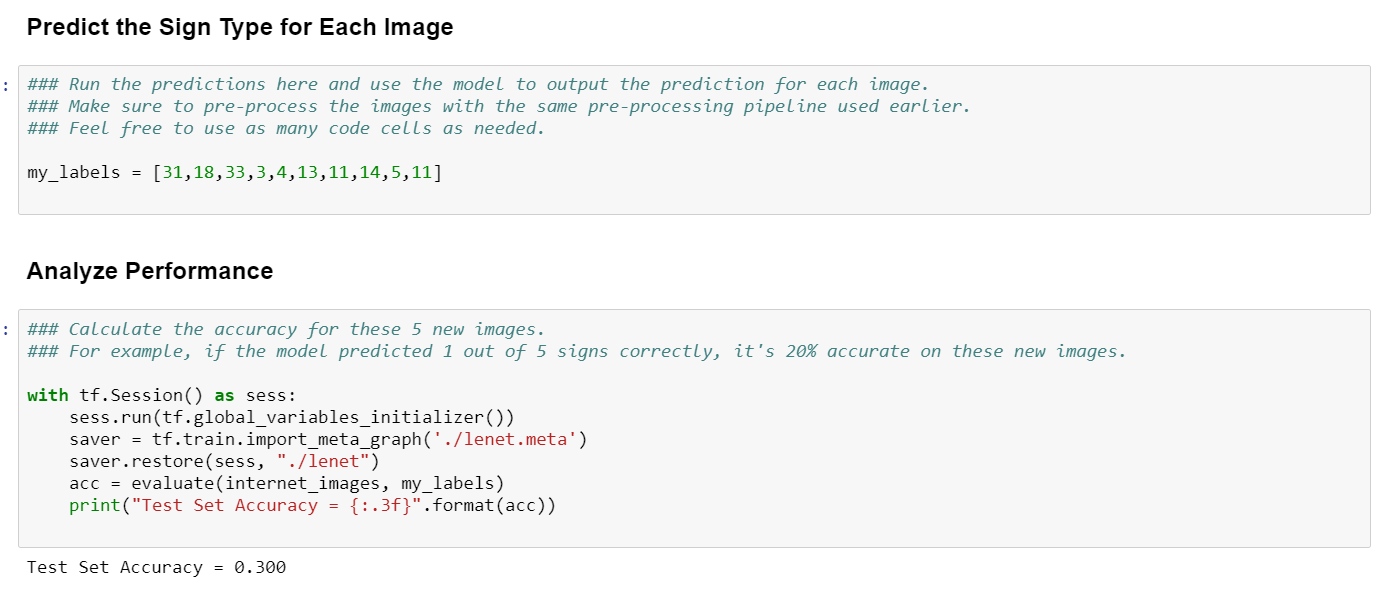 Predict the Sign Type for Each Image
: ### Run the predictions here and use the model to output the prediction for each image.
### Make sure to pre-process the images with the same pre-processing pipeline used earlier.
### Feel free to use as many code cells as needed.
my_labels = [31,18,33,3,4,13,11,14,5,11]
Analyze Performance
: ### Calculate the accuracy for these 5 new images.
### For example, if the model predicted 1 out of 5 signs correctly, it's 20% accurate on these new images.
with tf.Session() as sess:
    sess.run(tf.global_variables_initializer())
    saver = tf.train.import_meta_graph('./lenet.meta')
    saver.restore(sess, "./lenet")
    acc = evaluate(internet_images, my_labels)
    print("Test Set Accuracy = {:.3f}".format(acc))
Test Set Accuracy = 0.300